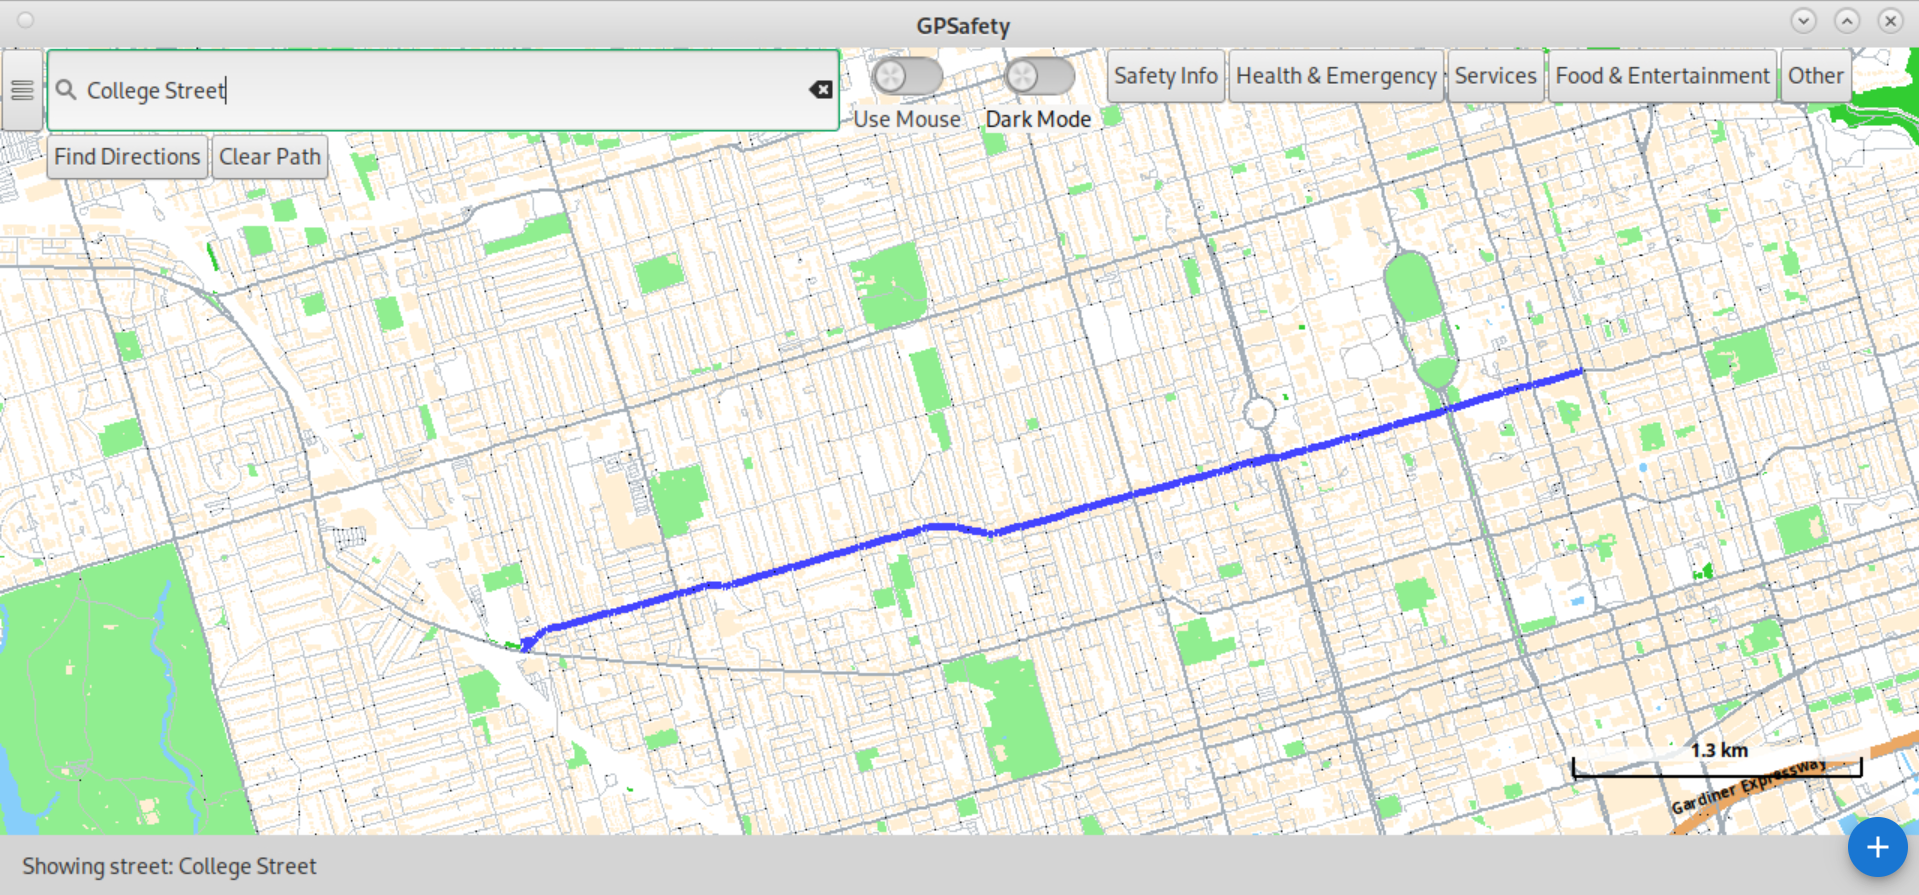 GPSafety
College Street
Use Mouse
Dark Mode
Safety Info
Health & Emergency
Services
Food & Entertainment
Other
Find Directions
Clear Path
1.3 km
Gardiner Expressway
Showing street: College Street